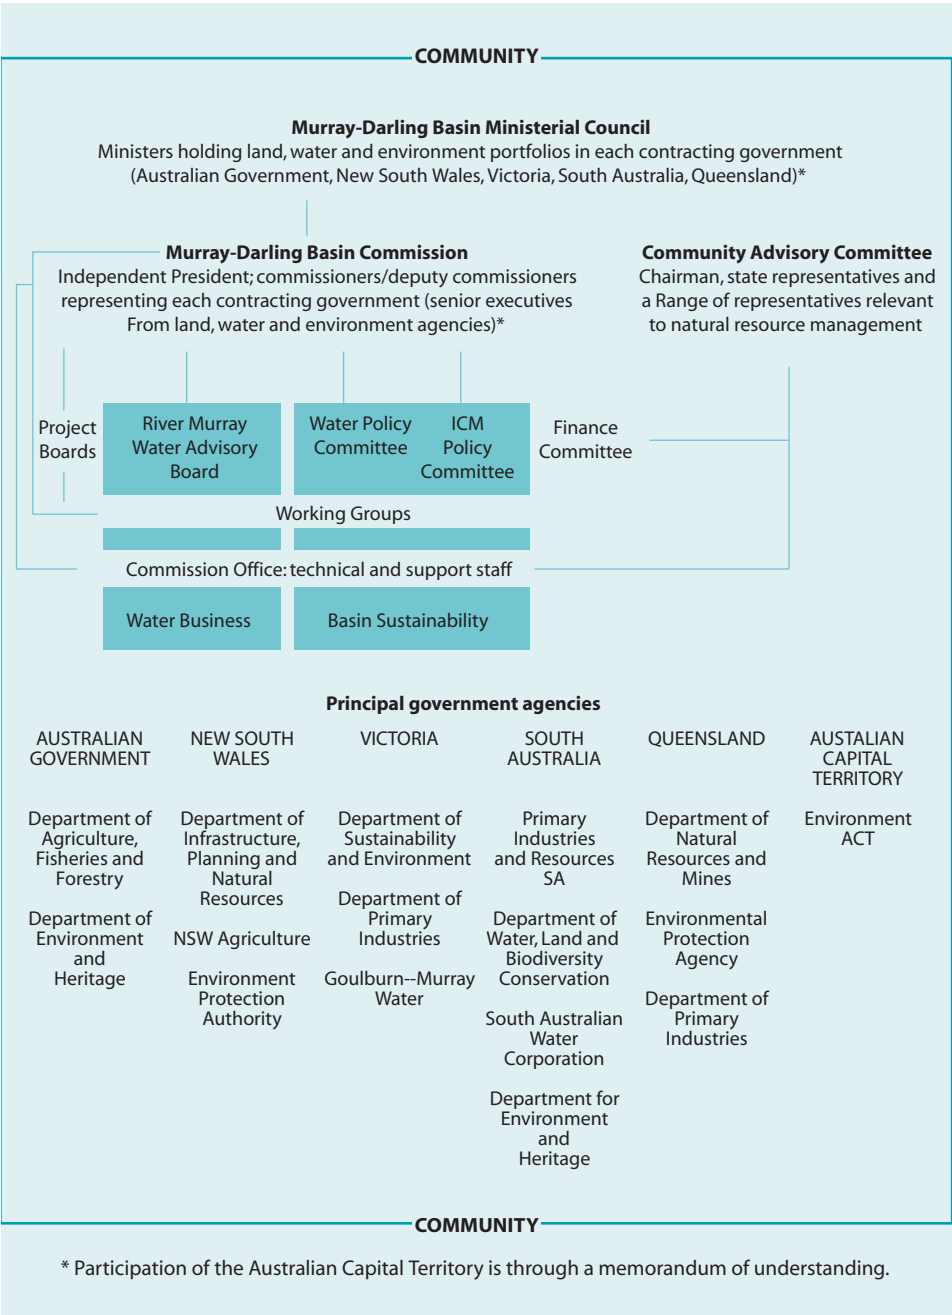 COMMUNITY
Murray-Darling Basin Ministerial Council
Ministers holding land, water and environment portfolios in each contracting government
(Australian Government, New South Wales, Victoria, South Australia, Queensland)*
Murray-Darling Basin Commission
Independent President; commissioners/deputy commissioners
representing each contracting government (senior executives
From land, water and environment agencies)*
Community Advisory Committee
Chairman, state representatives and
a Range of representatives relevant
to natural resource management
Project
Boards
River Murray
Water Advisory
Board
Water Policy
Committee
ICM
Policy
Committee
Finance
Committee
Working Groups
Commission Office: technical and support staff
Water Business
Basin Sustainability
Principal government agencies
AUSTRALIAN
GOVERNMENT
Department of
Agriculture,
Fisheries and
Forestry
Department of
Environment
and
Heritage
NEW SOUTH
WALES
Department of
Infrastructure,
Planning and
Natural
Resources
NSW Agriculture
Environment
Protection
Authority
VICTORIA
Department of
Sustainability
and Environment
Department of
Primary
Industries
Goulburn--Murray
Water
SOUTH
AUSTRALIA
Primary
Industries
and Resources
SA
Department of
Water, Land and
Biodiversity
Conservation
South Australian
Water
Corporation
Department for
Environment
and
Heritage
QUEENSLAND
Department of
Natural
Resources and
Mines
Environmental
Protection
Agency
Department of
Primary
Industries
AUSTALIAN
CAPITAL
TERRITORY
Environment
ACT
COMMUNITY
* Participation of the Australian Capital Territory is through a memorandum of understanding.